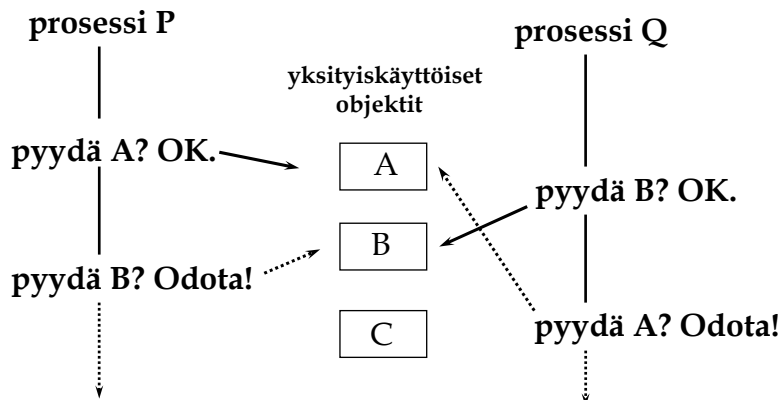 prosessi P
prosessi Q
yksityiskäyttöiset
objektit
pyydä A? OK.
A
pyydä B? OK.
B
pyydä B? Odota!
C
pyydä A? Odota!